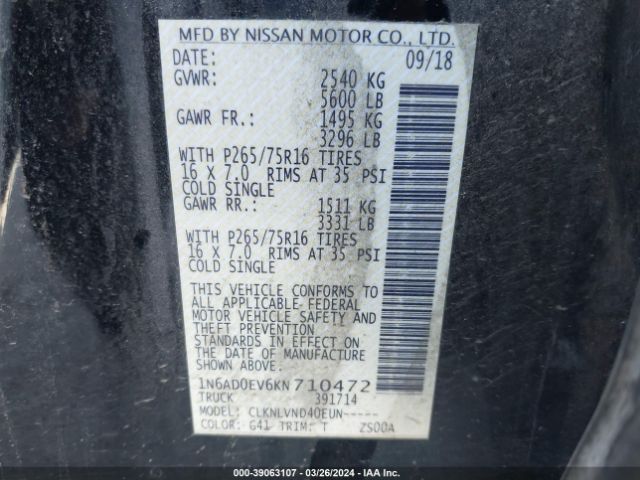 MFD BY NISSAN MOTOR CO., LTD.
DATE: 09/18
GVWR: 2540 KG
5600 LB
GAWR FR.: 1495 KG
3296 LB
WITH P265/75R16 TIRES
16 X 7.0 RIMS AT 35 PSI
COLD SINGLE
GAWR RR.: 1511 KG
3331 LB
WITH P265/75R16 TIRES
16 X 7.0 RIMS AT 35 PSI
COLD SINGLE
THIS VEHICLE CONFORMS TO
ALL APPLICABLE FEDERAL
MOTOR VEHICLE SAFETY AND
THEFT PREVENTION
STANDARDS IN EFFECT ON
THE DATE OF MANUFACTURE
SHOWN ABOVE.
1N6AD0EV6KN710472
TRUCK 391714
MODEL: CLKNLVND40EUN-----
COLOR: G41 TRIM: T ZS00A
000-39063107 - 03/26/2024 - IAA Inc.